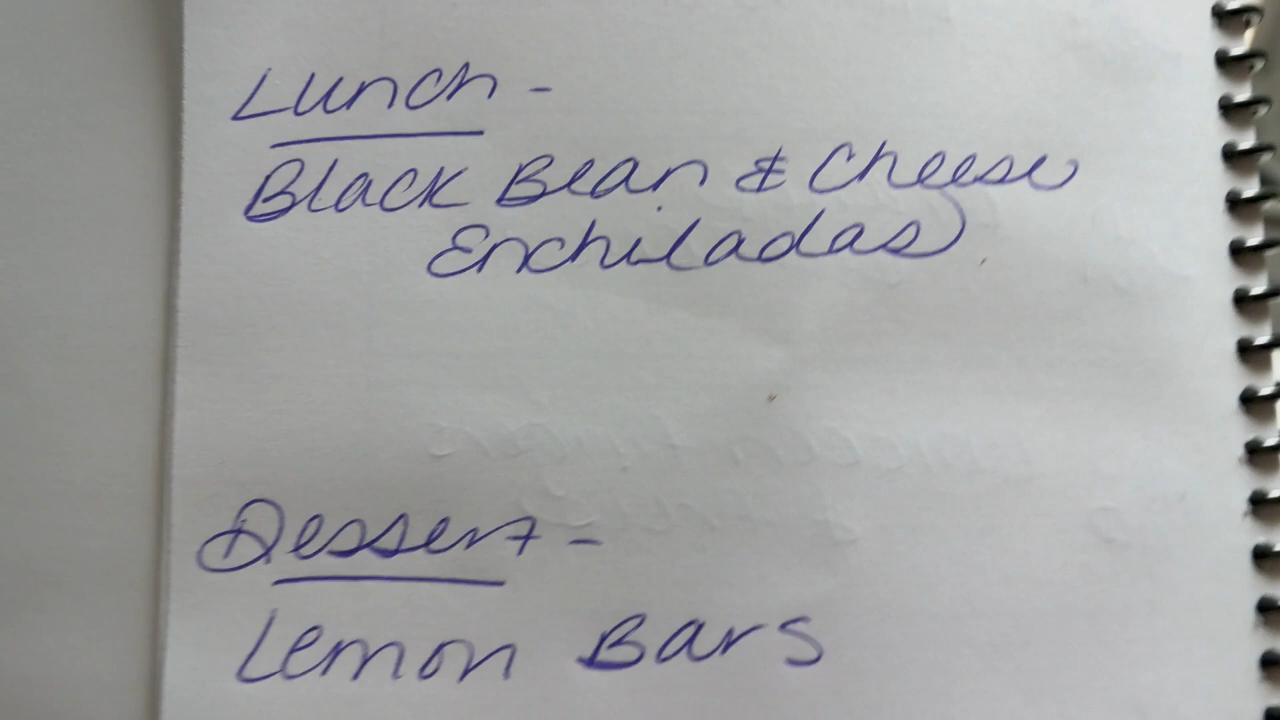 Lunch -
Black Bean & Cheese
Enchiladas
Dessert -
Lemon Bars